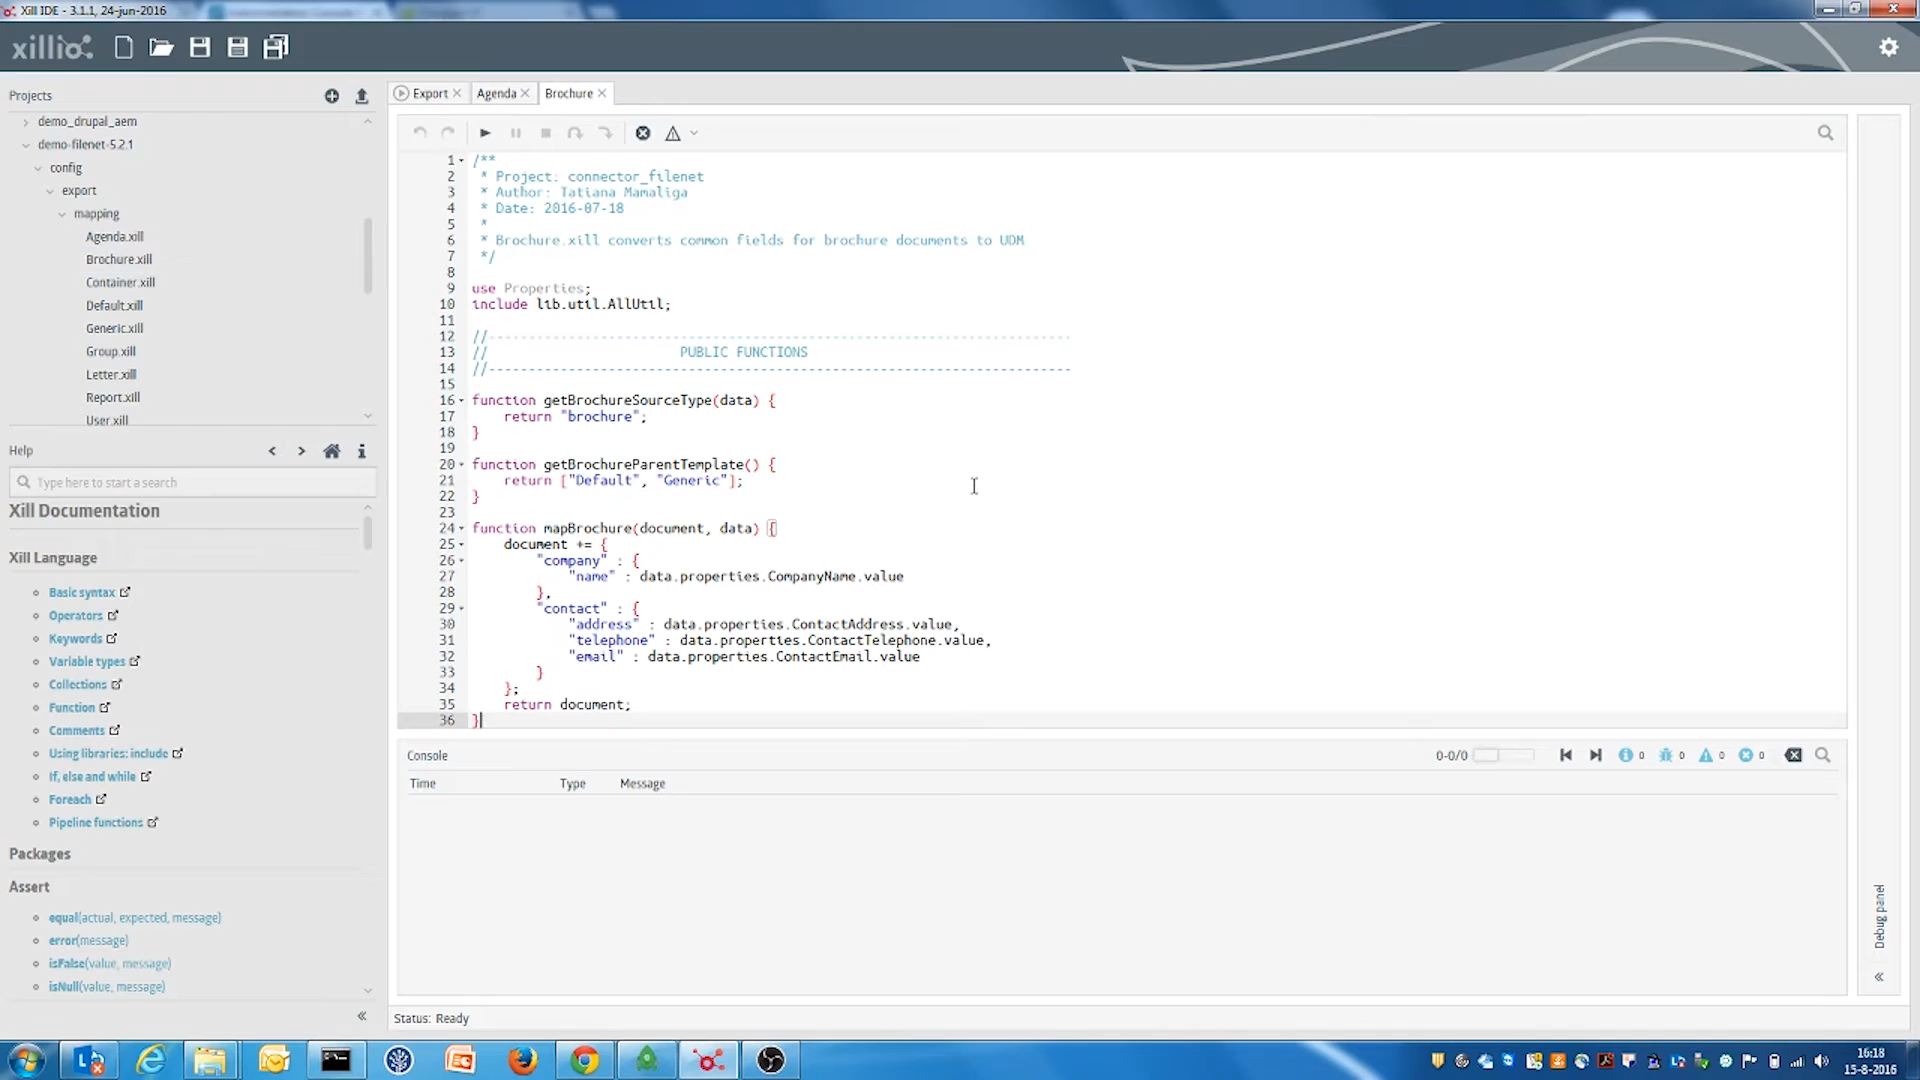 Xill IDE - 3.1.1, 24-jun-2016
xillio
Projects
demo_drupal_aem
demo-filenet-5.2.1
config
export
mapping
Agenda.xill
Brochure.xill
Container.xill
Default.xill
Generic.xill
Group.xill
Letter.xill
Report.xill
User.xill
Help
Type here to start a search
Xill Documentation
Xill Language
Basic syntax
Operators
Keywords
Variable types
Collections
Function
Comments
Using libraries: include
If, else and while
Foreach
Pipeline functions
Packages
Assert
equal(actual, expected, message)
error(message)
isFalse(value, message)
isNull(value, message)
Export
Agenda
Brochure
1 /**
2 * Project: connector_filenet
3 * Author: Tatiana Mamaliga
4 * Date: 2016-07-18
5 *
6 * Brochure.xill converts common fields for brochure documents to UDM
7 */
8
9 use Properties;
10 include lib.util.AllUtil;
11
12 //-------------------------------------------------------------------------
13 // PUBLIC FUNCTIONS
14 //-------------------------------------------------------------------------
15
16 function getBrochureSourceType(data) {
17 return "brochure";
18 }
19
20 function getBrochureParentTemplate() {
21 return ["Default", "Generic"];
22 }
23
24 function mapBrochure(document, data) {
25 document += {
26 "company" : {
27 "name" : data.properties.CompanyName.value
28 },
29 "contact" : {
30 "address" : data.properties.ContactAddress.value,
31 "telephone" : data.properties.ContactTelephone.value,
32 "email" : data.properties.ContactEmail.value
33 }
34 };
35 return document;
36 }
Console
0-0/0
0
0
0
0
Time Type Message
Debug panel
Status: Ready
16:18
15-8-2016